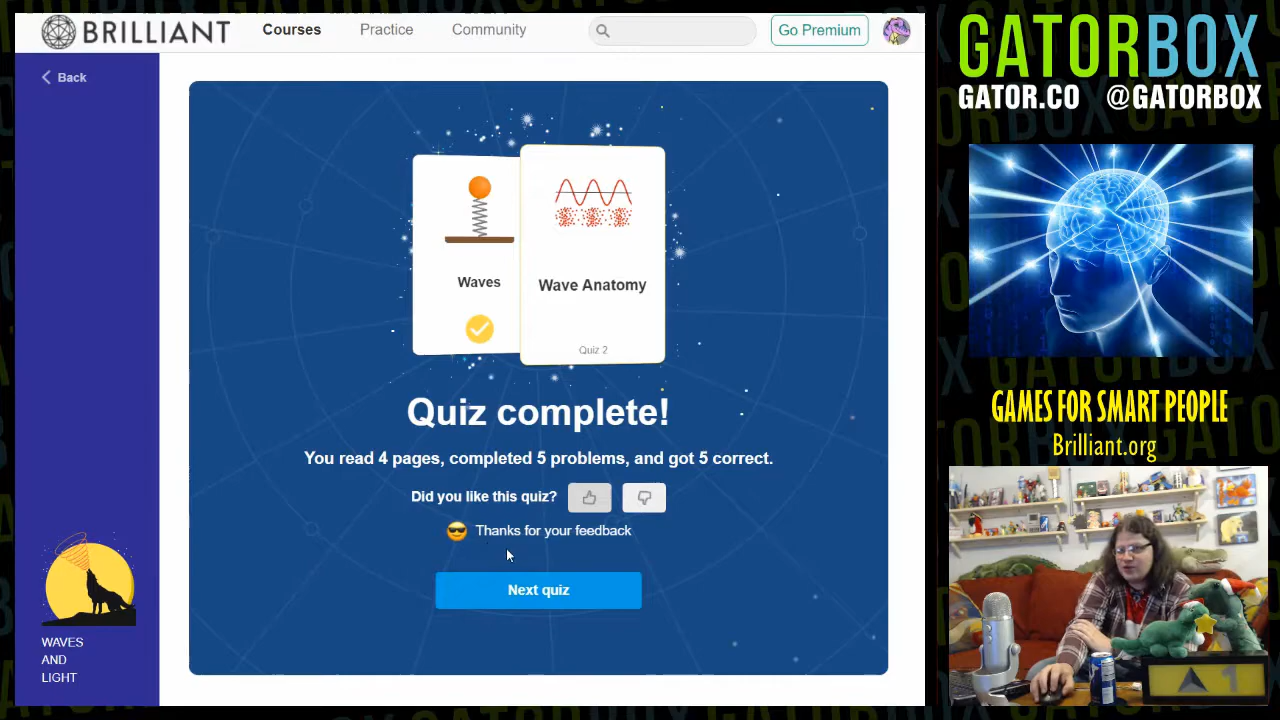 BRILLIANT
Courses
Practice
Community
Go Premium
Back
Waves
Wave Anatomy
Quiz 2
Quiz complete!
You read 4 pages, completed 5 problems, and got 5 correct.
Did you like this quiz?
Thanks for your feedback
Next quiz
WAVES
AND
LIGHT
GATORBOX
GATOR.CO @GATORBOX
GAMES FOR SMART PEOPLE
Brilliant.org
1